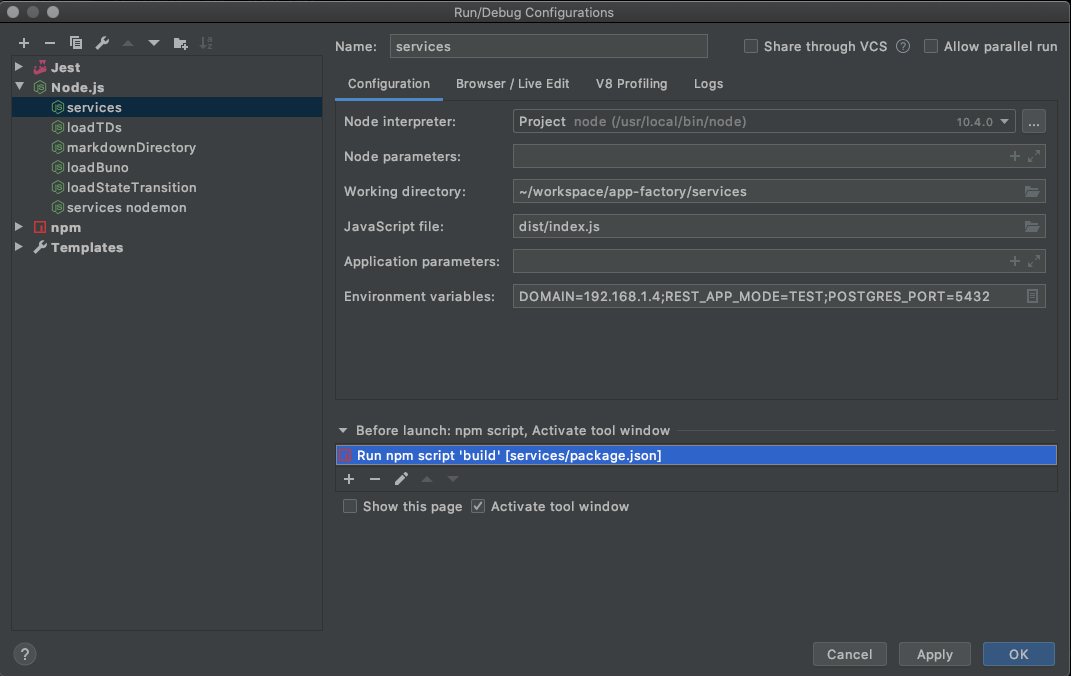 Run/Debug Configurations
Name: services Share through VCS ? Allow parallel run
Jest
Node.js
services
loadTDs
markdownDirectory
loadBuno
loadStateTransition
services nodemon
npm
Templates
Configuration Browser / Live Edit V8 Profiling Logs
Node interpreter: Project node (/usr/local/bin/node) 10.4.0 ...
Node parameters:
Working directory: ~/workspace/app-factory/services
JavaScript file: dist/index.js
Application parameters:
Environment variables: DOMAIN=192.168.1.4;REST_APP_MODE=TEST;POSTGRES_PORT=5432
Before launch: npm script, Activate tool window
Run npm script 'build' [services/package.json]
Show this page Activate tool window
? Cancel Apply OK